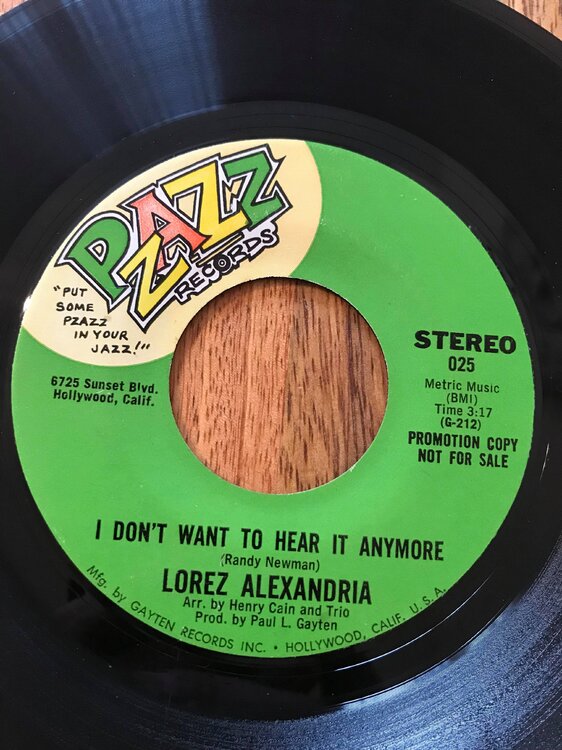 PZAZZ
RECORDS
"PUT
SOME
PZAZZ
IN YOUR
JAZZ!"
6725 Sunset Blvd.
Hollywood, Calif.
STEREO
025
Metric Music
(BMI)
Time 3:17
(G-212)
PROMOTION COPY
NOT FOR SALE
I DON'T WANT TO HEAR IT ANYMORE
(Randy Newman)
LOREZ ALEXANDRIA
Arr. by Henry Cain and Trio
Prod. by Paul L. Gayten
Mfg. by GAYTEN RECORDS INC. • HOLLYWOOD, CALIF. U.S.A.